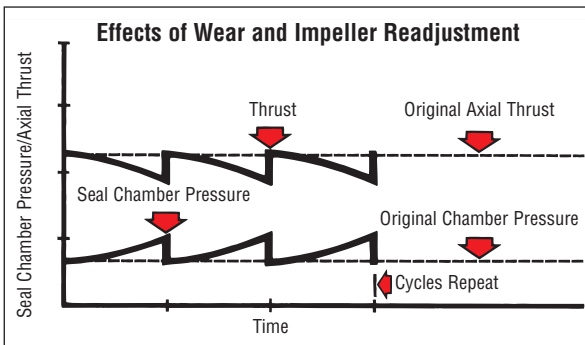 Effects of Wear and Impeller Readjustment
Seal Chamber Pressure/Axial Thrust
Thrust
Original Axial Thrust
Seal Chamber Pressure
Original Chamber Pressure
Cycles Repeat
Time